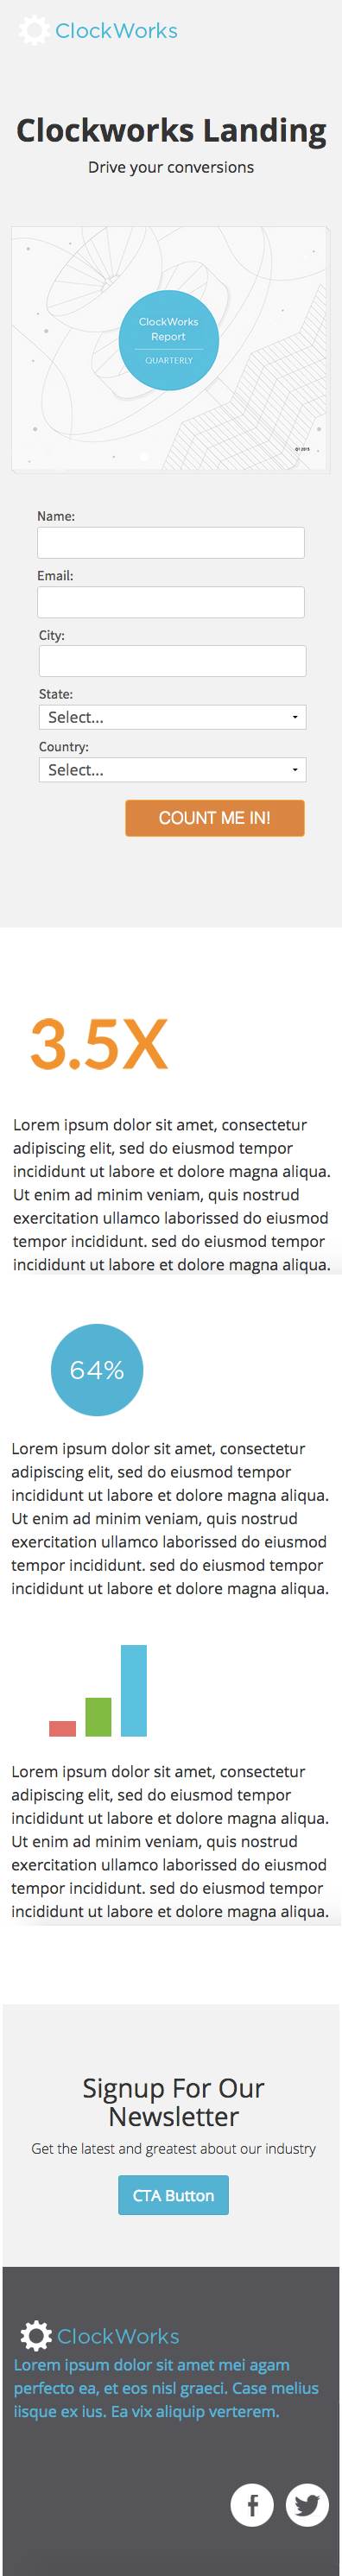 ClockWorks
Clockworks Landing
Drive your conversions
ClockWorks
Report
QUARTERLY
Q1 2015
Name:
Email:
City:
State:
Select...
Country:
Select...
COUNT ME IN!
3.5X
Lorem ipsum dolor sit amet, consectetur
adipiscing elit, sed do eiusmod tempor
incididunt ut labore et dolore magna aliqua.
Ut enim ad minim veniam, quis nostrud
exercitation ullamco laborissed do eiusmod
tempor incididunt. sed do eiusmod tempor
incididunt ut labore et dolore magna aliqua.
64%
Lorem ipsum dolor sit amet, consectetur
adipiscing elit, sed do eiusmod tempor
incididunt ut labore et dolore magna aliqua.
Ut enim ad minim veniam, quis nostrud
exercitation ullamco laborissed do eiusmod
tempor incididunt. sed do eiusmod tempor
incididunt ut labore et dolore magna aliqua.
Lorem ipsum dolor sit amet, consectetur
adipiscing elit, sed do eiusmod tempor
incididunt ut labore et dolore magna aliqua.
Ut enim ad minim veniam, quis nostrud
exercitation ullamco laborissed do eiusmod
tempor incididunt. sed do eiusmod tempor
incididunt ut labore et dolore magna aliqua.
Signup For Our
Newsletter
Get the latest and greatest about our industry
CTA Button
ClockWorks
Lorem ipsum dolor sit amet mei agam
perfecto ea, et eos nisl graeci. Case melius
iisque ex ius. Ea vix aliquip verterem.